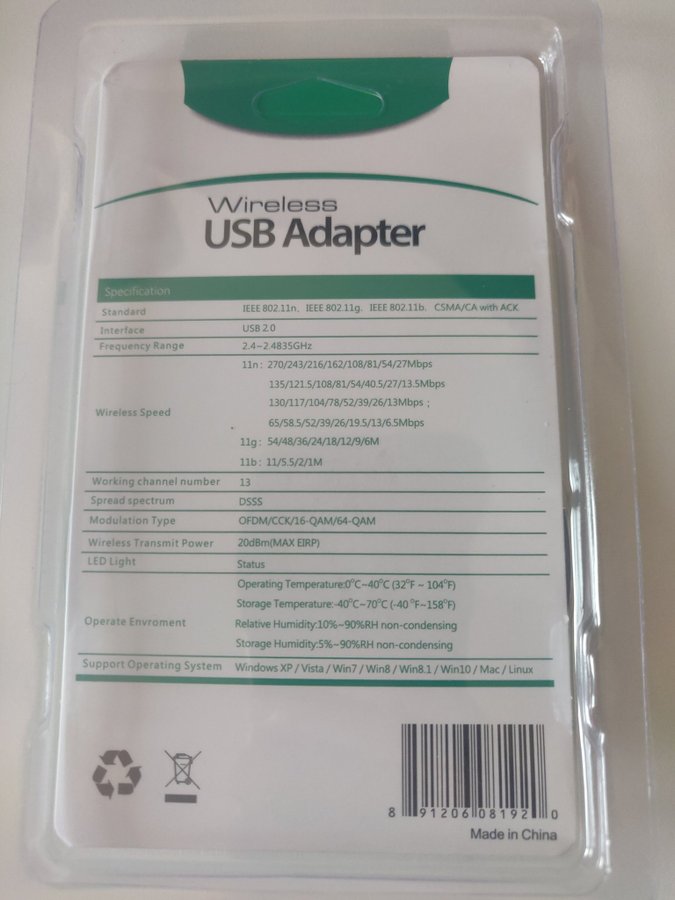 Wireless
USB Adapter
Specification
Standard IEEE 802.11n、IEEE 802.11g、IEEE 802.11b、CSMA/CA with ACK
Interface USB 2.0
Frequency Range 2.4~2.4835GHz
Wireless Speed 11n : 270/243/216/162/108/81/54/27Mbps
135/121.5/108/81/54/40.5/27/13.5Mbps
130/117/104/78/52/39/26/13Mbps ;
65/58.5/52/39/26/19.5/13/6.5Mbps
11g : 54/48/36/24/18/12/9/6M
11b : 11/5.5/2/1M
Working channel number 13
Spread spectrum DSSS
Modulation Type OFDM/CCK/16-QAM/64-QAM
Wireless Transmit Power 20dBm(MAX EIRP)
LED Light Status
Operate Enviroment Operating Temperature:0°C~40°C (32°F ~ 104°F)
Storage Temperature:-40°C~70°C (-40 °F~158°F)
Relative Humidity:10%~90%RH non-condensing
Storage Humidity:5%~90%RH non-condensing
Support Operating System Windows XP / Vista / Win7 / Win8 / Win8.1 / Win10 / Mac / Linux
8 91206 08192 0
Made in China